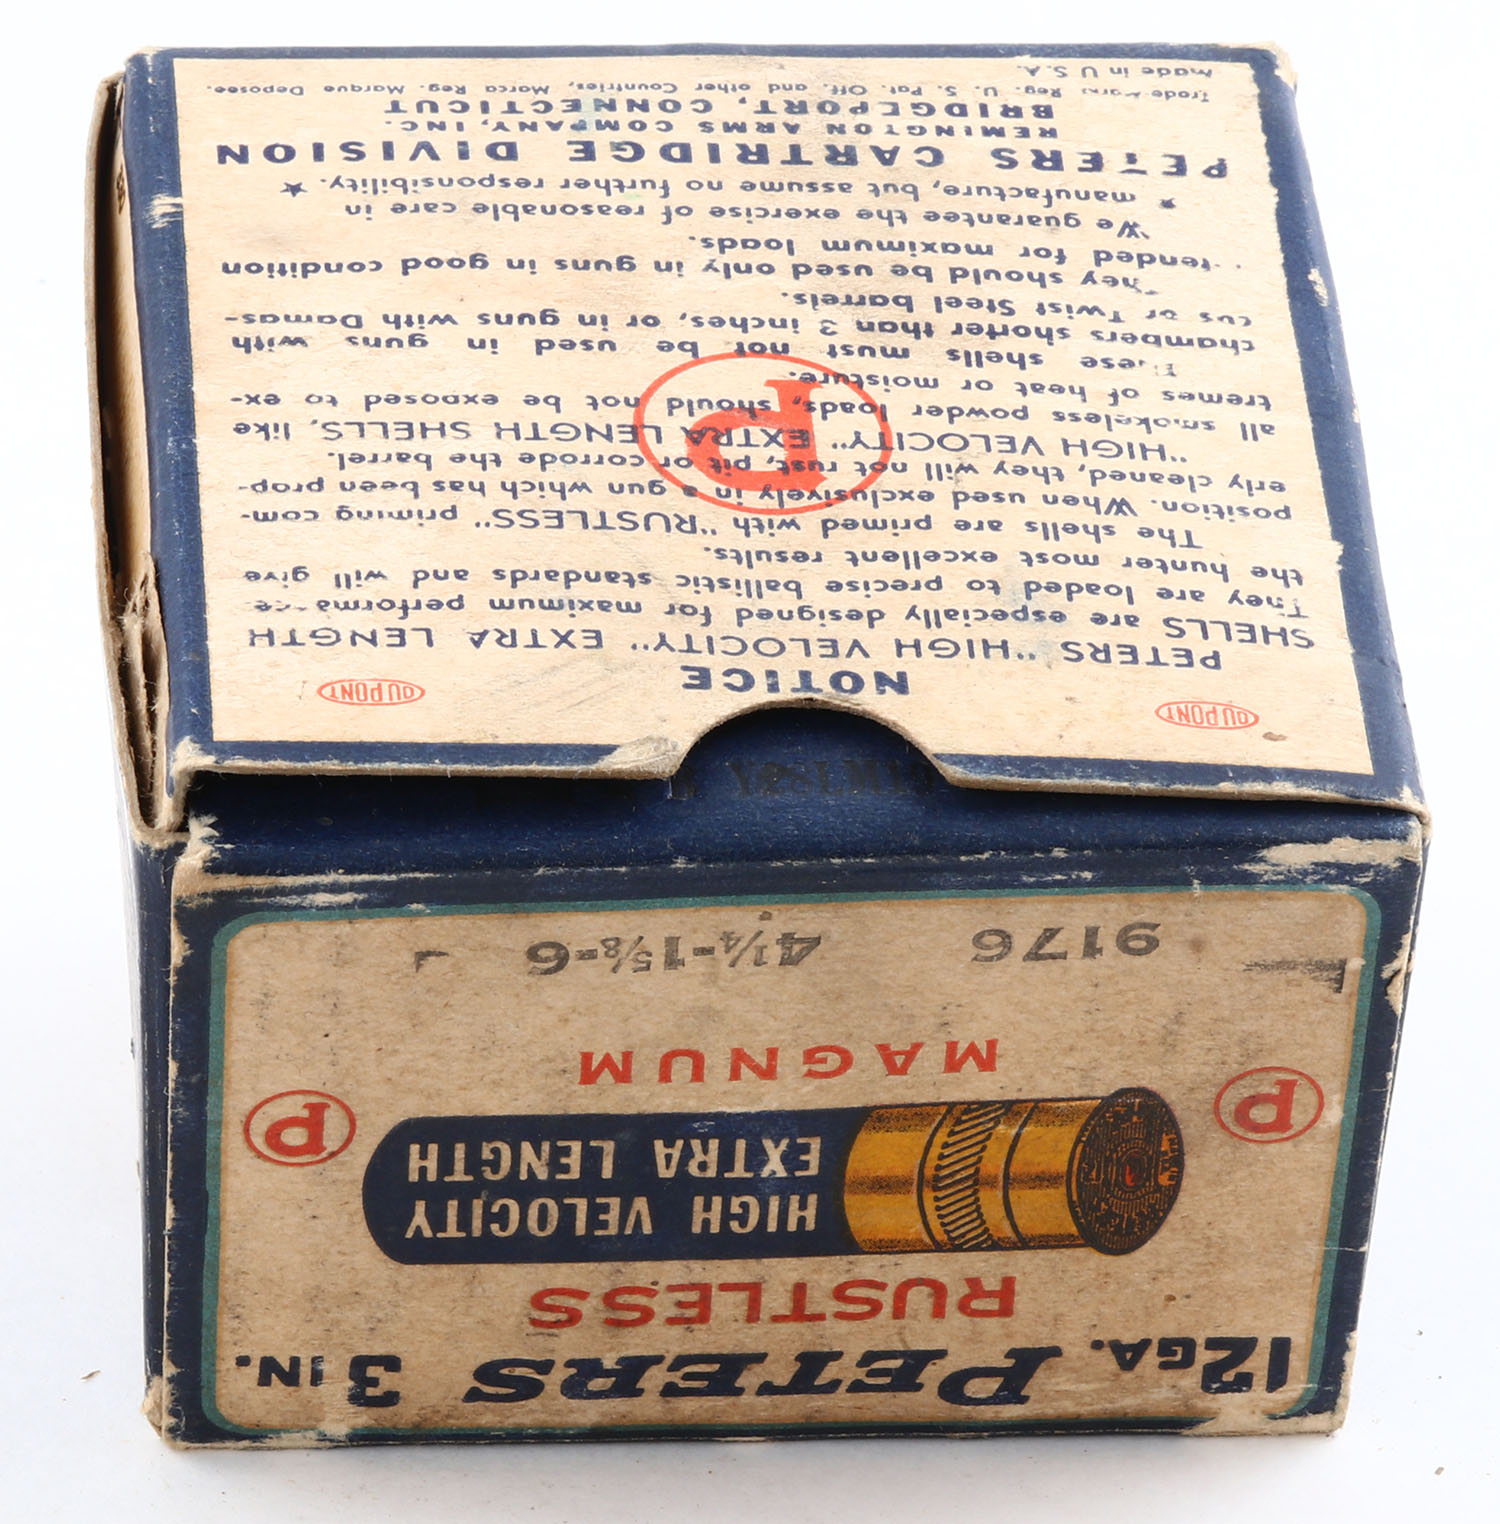 NOTICE
DU PONT
DU PONT
PETERS "HIGH VELOCITY" EXTRA LENGTH
SHELLS are especially designed for maximum performance.
They are loaded to precise ballistic standards and will give
the hunter most excellent results.
The shells are primed with "RUSTLESS" priming com-
position. When used exclusively in a gun which has been prop-
erly cleaned, they will not rust, pit or corrode the barrel.
"HIGH VELOCITY" EXTRA LENGTH SHELLS, like
all smokeless powder loads, should not be exposed to ex-
tremes of heat or moisture.
These shells must not be used in guns with
chambers shorter than 3 inches, or in guns with Damas-
cus or Twist Steel barrels.
They should be used only in guns in good condition
tended for maximum loads.
We guarantee the exercise of reasonable care in
manufacture, but assume no further responsibility.
P
PETERS CARTRIDGE DIVISION
REMINGTON ARMS COMPANY, INC.
BRIDGEPORT, CONNECTICUT
Trade Marks Reg. U. S. Pat. Off. and other Countries, Marca Reg. Marque Deposee.
Made in U.S.A.
12 GA. PETERS 3 IN.
RUSTLESS
HIGH VELOCITY
EXTRA LENGTH
P
P
MAGNUM
9176 4¼-1⅝-6